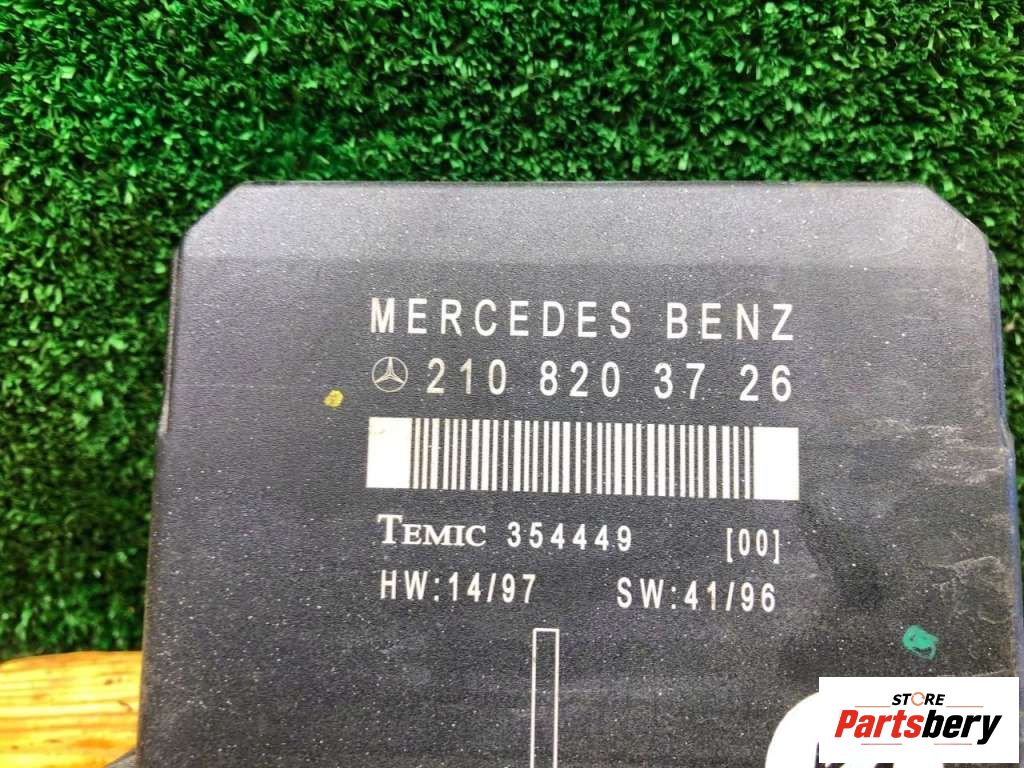 MERCEDES BENZ
210 820 37 26
TEMIC 354449 [00]
HW:14/97 SW:41/96
STORE
Partsbery